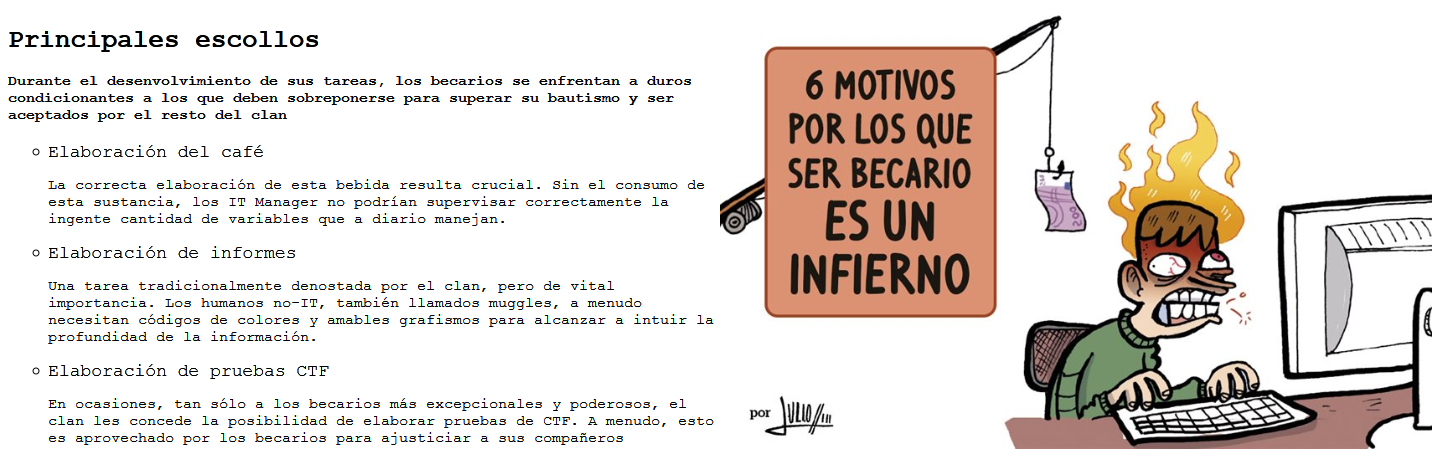 Principales escollos
Durante el desenvolvimiento de sus tareas, los becarios se enfrentan a duros
condicionantes a los que deben sobreponerse para superar su bautismo y ser
aceptados por el resto del clan
Elaboración del café
La correcta elaboración de esta bebida resulta crucial. Sin el consumo de
esta sustancia, los IT Manager no podrían supervisar correctamente la
ingente cantidad de variables que a diario manejan.
Elaboración de informes
Una tarea tradicionalmente denostada por el clan, pero de vital
importancia. Los humanos no-IT, también llamados muggles, a menudo
necesitan códigos de colores y amables grafismos para alcanzar a intuir la
profundidad de la información.
Elaboración de pruebas CTF
En ocasiones, tan sólo a los becarios más excepcionales y poderosos, el
clan les concede la posibilidad de elaborar pruebas de CTF. A menudo, esto
es aprovechado por los becarios para ajusticiar a sus compañeros
6 MOTIVOS
POR LOS QUE
SER BECARIO
ES UN
INFIERNO
por JULIO